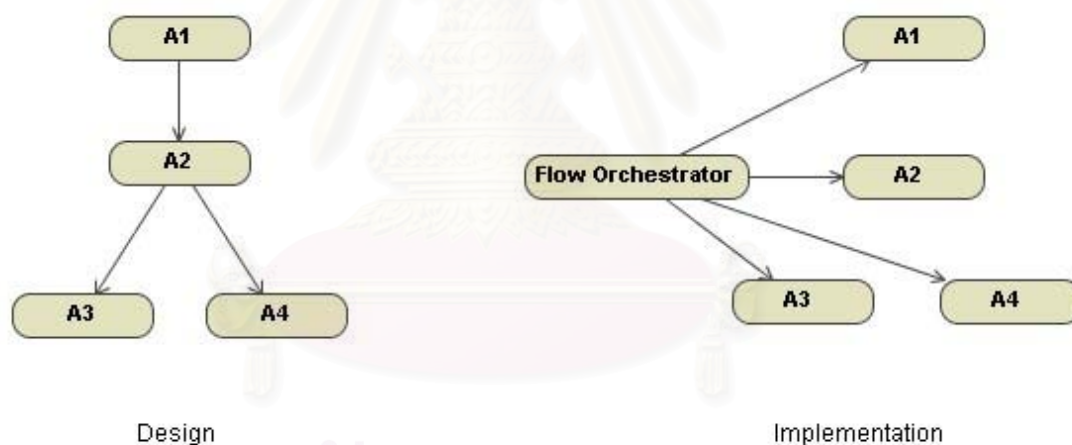 A1
A2
A3
A4
Design
A1
Flow Orchestrator
A2
A3
A4
Implementation